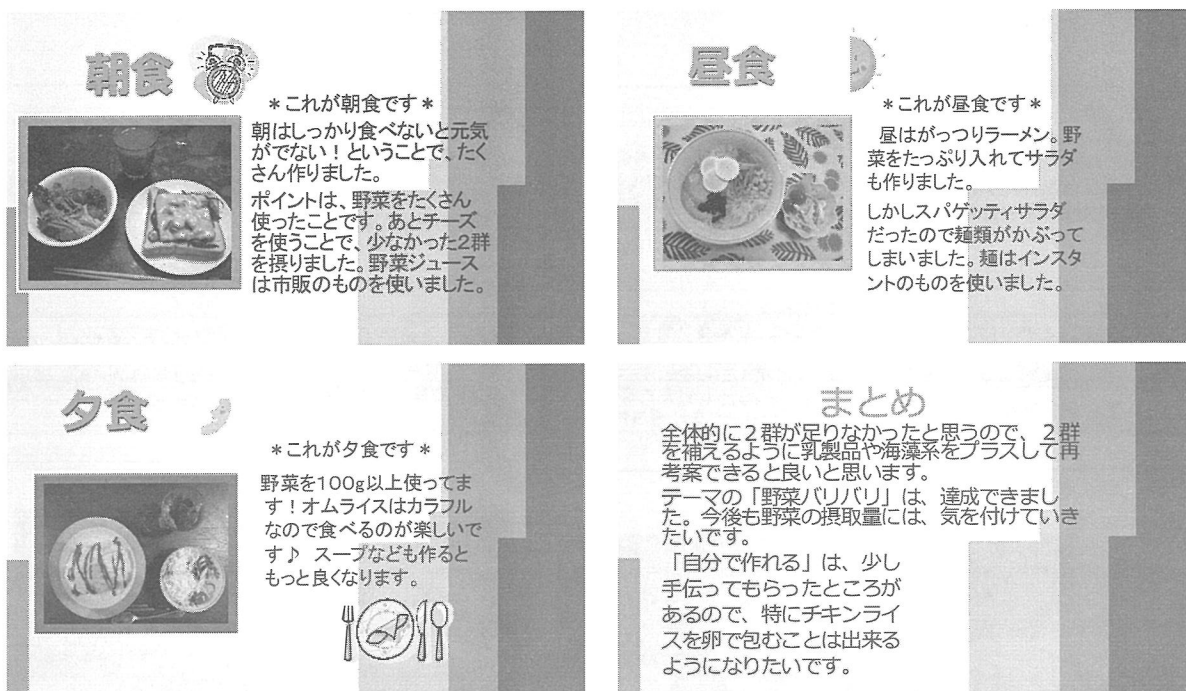 朝食
＊これが朝食です＊
朝はしっかり食べないと元気
がでない！ということで、たく
さん作りました。
ポイントは、野菜をたくさん
使ったことです。あとチーズ
を使うことで、少なかった2群
を摂りました。野菜ジュース
は市販のものを使いました。
昼食
＊これが昼食です＊
昼はがっつりラーメン。野
菜をたっぷり入れてサラダ
も作りました。
しかしスパゲッティサラダ
だったので麺類がかぶって
しまいました。麺はインスタ
ントのものを使いました。
夕食
＊これが夕食です＊
野菜を100g以上使ってま
す！オムライスはカラフル
なので食べるのが楽しいで
す♪ スープなども作ると
もっと良くなります。
まとめ
全体的に２群が足りなかったと思うので、２群
を補えるように乳製品や海藻系をプラスして再
考案できると良いと思います。
テーマの「野菜バリバリ」は、達成できまし
た。今後も野菜の摂取量には、気を付けていき
たいです。
「自分で作れる」は、少し
手伝ってもらったところが
あるので、特にチキンライ
スを卵で包むことは出来る
ようになりたいです。